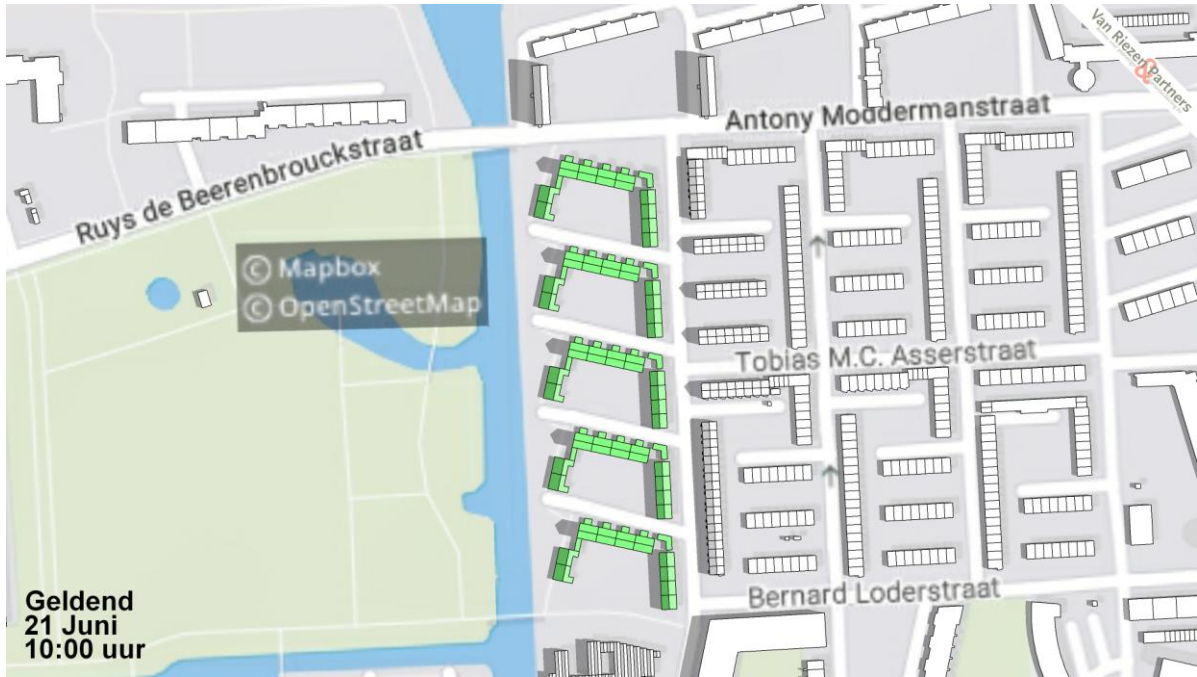 Van Riezen
& Partners
Antony Moddermanstraat
Ruys de Beerenbrouckstraat
© Mapbox
© OpenStreetMap
Tobias M.C. Asserstraat
Bernard Loderstraat
Geldend
21 Juni
10:00 uur